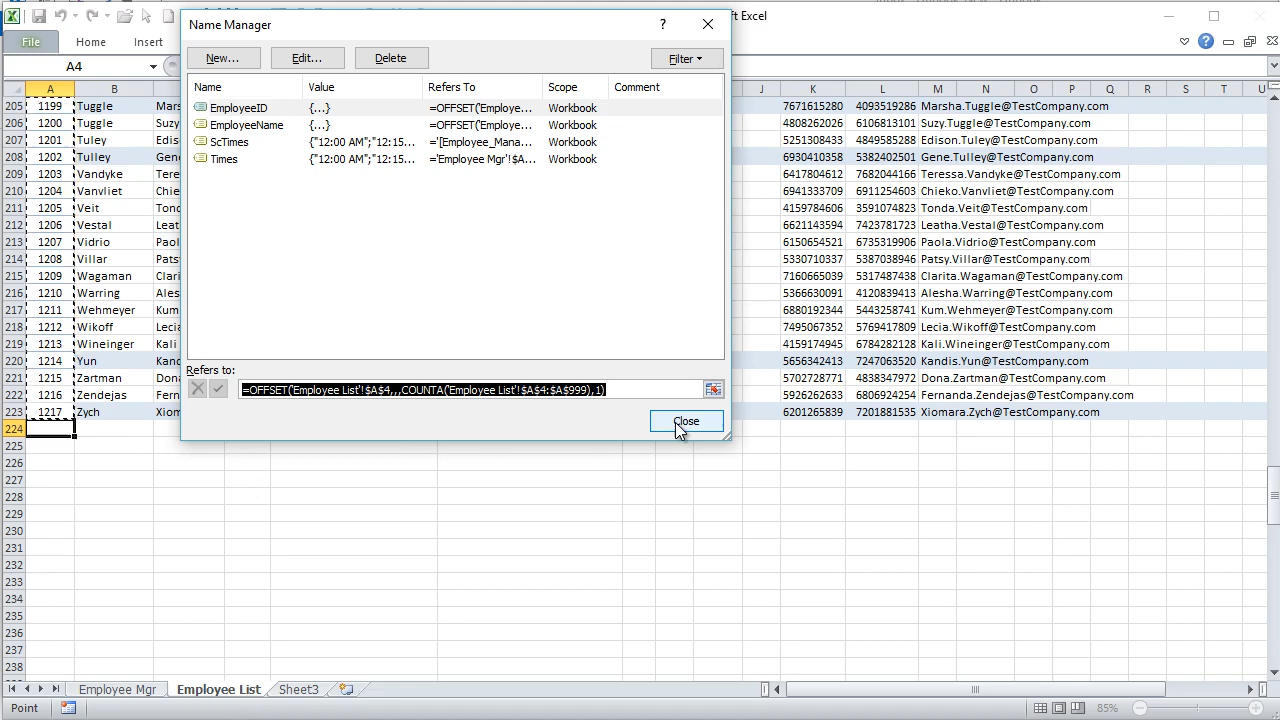 ft Excel
Name Manager
File
Home
Insert
A4
New...
Edit...
Delete
Filter
Name
Value
Refers To
Scope
Comment
EmployeeID
{...}
=OFFSET('Employe...
Workbook
EmployeeName
{...}
=OFFSET('Employe...
Workbook
ScTimes
{"12:00 AM";"12:15...
='[Employee_Mana...
Workbook
Times
{"12:00 AM";"12:15...
='Employee Mgr'!$A...
Workbook
Refers to:
=OFFSET('Employee List'!$A$4,,,COUNTA('Employee List'!$A$4:$A$999),1)
Close
A B J K L M N O P Q R S T U
205 1199 Tuggle Mars 7671615280 4093519286 Marsha.Tuggle@TestCompany.com
206 1200 Tuggle Suzy 4808262026 6106813101 Suzy.Tuggle@TestCompany.com
207 1201 Tuley Edison 5251308433 4849585288 Edison.Tuley@TestCompany.com
208 1202 Tulley Gene 6930410358 5382402501 Gene.Tulley@TestCompany.com
209 1203 Vandyke Tere 6417804612 7682044166 Teressa.Vandyke@TestCompany.com
210 1204 Vanvliet Chiek 6941333709 6911254603 Chieko.Vanvliet@TestCompany.com
211 1205 Veit Tond 4159784606 3591074823 Tonda.Veit@TestCompany.com
212 1206 Vestal Leath 6621143594 7423781723 Leatha.Vestal@TestCompany.com
213 1207 Vidrio Paola 6150654521 6735319906 Paola.Vidrio@TestCompany.com
214 1208 Villar Patsy 5330710337 5387038946 Patsy.Villar@TestCompany.com
215 1209 Wagaman Clari 7160665039 5317487438 Clarita.Wagaman@TestCompany.com
216 1210 Warring Ales 5366630091 4120839413 Alesha.Warring@TestCompany.com
217 1211 Wehmeyer Kum 6880192344 5443258741 Kum.Wehmeyer@TestCompany.com
218 1212 Wikoff Lecia 7495067352 5769417809 Lecia.Wikoff@TestCompany.com
219 1213 Wineinger Kali. 4159174945 6784282128 Kali.Wineinger@TestCompany.com
220 1214 Yun Kand 5656342413 7247063520 Kandis.Yun@TestCompany.com
221 1215 Zartman Dona 5702728771 4838347972 Dona.Zartman@TestCompany.com
222 1216 Zendejas Ferna 5926262633 6806924254 Fernanda.Zendejas@TestCompany.com
223 1217 Zych Xiom 6201265839 7201881535 Xiomara.Zych@TestCompany.com
224
225
226
227
228
229
230
231
232
233
234
235
236
237
238
Employee Mgr
Employee List
Sheet3
Point
85%